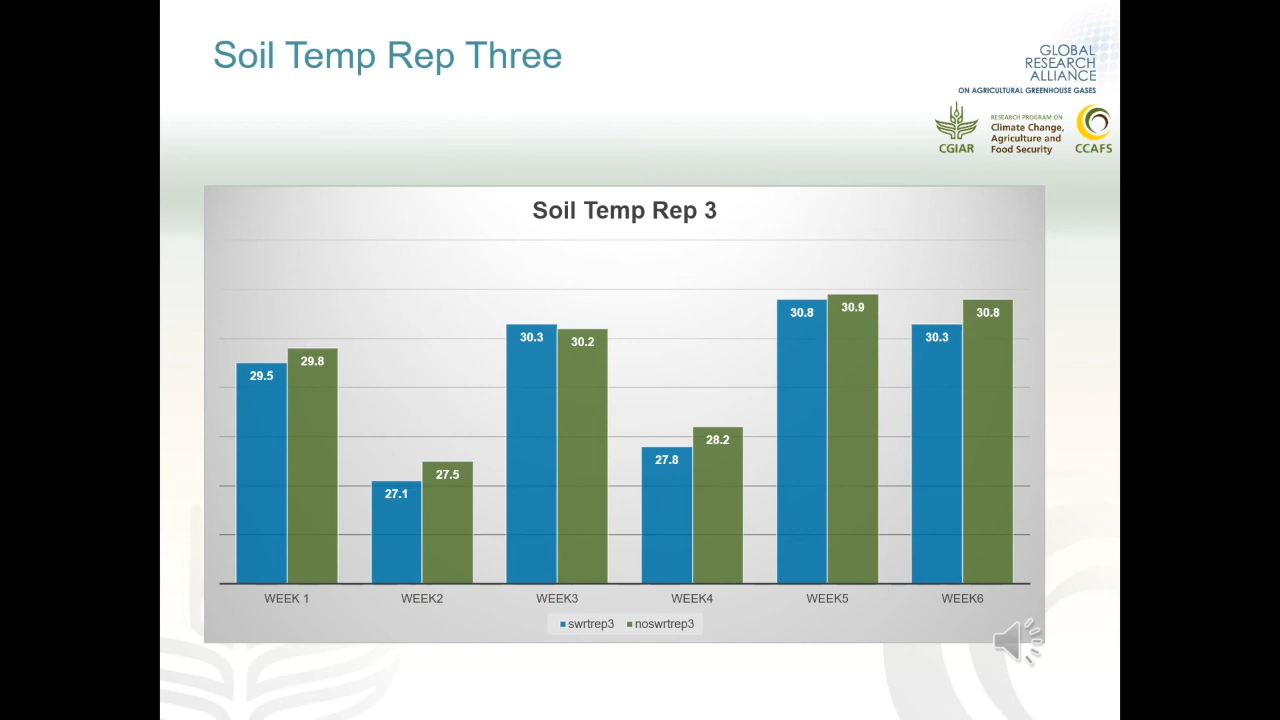 Soil Temp Rep Three
GLOBAL
RESEARCH
ALLIANCE
ON AGRICULTURAL GREENHOUSE GASES
CGIAR
RESEARCH PROGRAM ON
Climate Change,
Agriculture and
Food Security
CCAFS
Soil Temp Rep 3
29.5
29.8
27.1
27.5
30.3
30.2
27.8
28.2
30.8
30.9
30.3
30.8
WEEK 1 WEEK2 WEEK3 WEEK4 WEEK5 WEEK6
swrtrep3 noswrtrep3